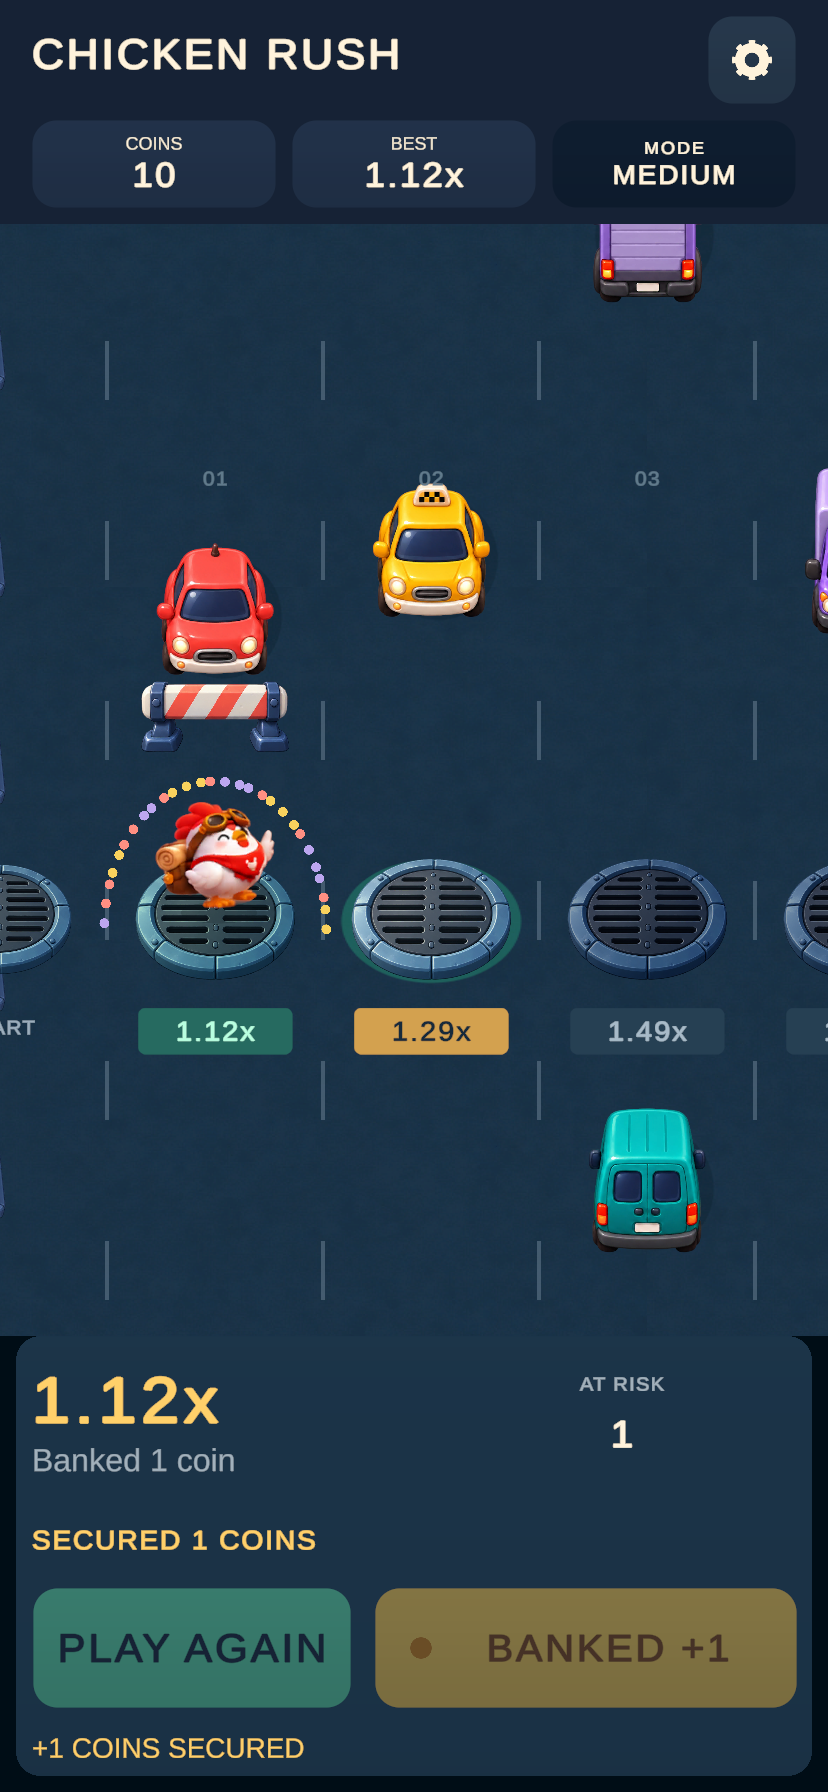 CHICKEN RUSH
COINS
10
BEST
1.12x
MODE
MEDIUM
01
02
03
ART
1.12x
1.29x
1.49x
1.12x
Banked 1 coin
AT RISK
1
SECURED 1 COINS
PLAY AGAIN
BANKED +1
+1 COINS SECURED